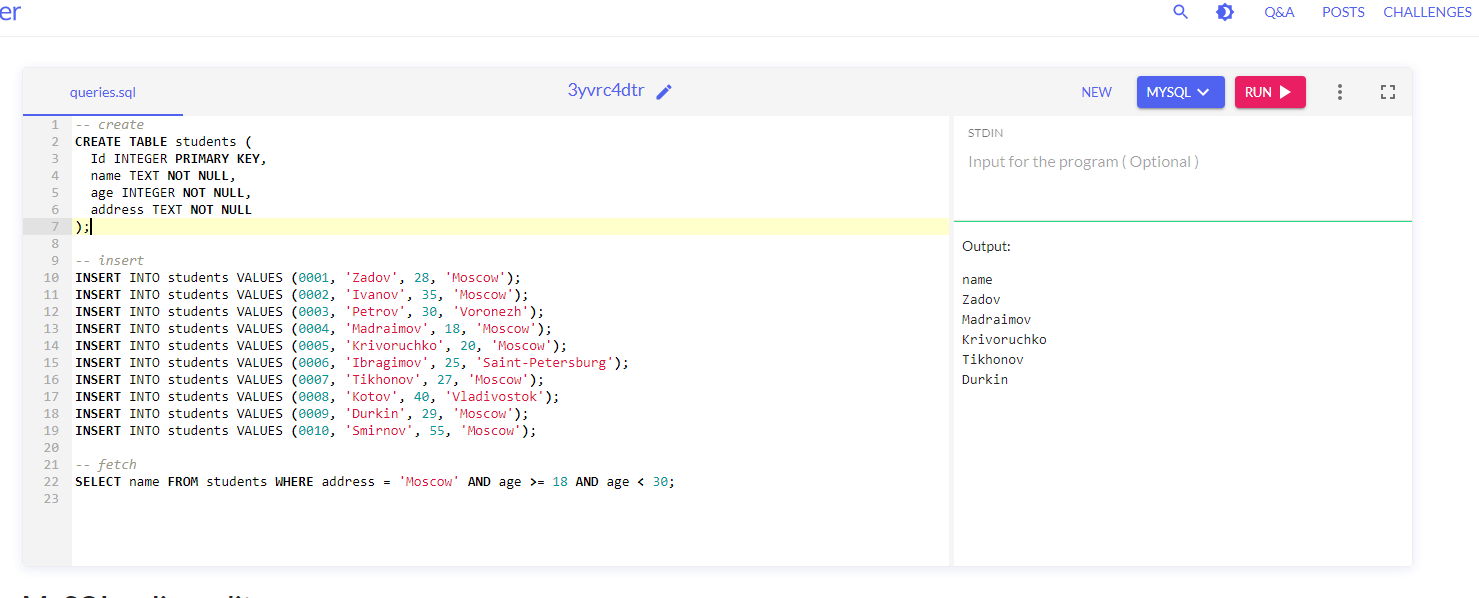 er
Q&A POSTS CHALLENGES
queries.sql 3yvrc4dtr NEW MYSQL RUN
1 -- create
2 CREATE TABLE students (
3 Id INTEGER PRIMARY KEY,
4 name TEXT NOT NULL,
5 age INTEGER NOT NULL,
6 address TEXT NOT NULL
7 );
8
9 -- insert
10 INSERT INTO students VALUES (0001, 'Zadov', 28, 'Moscow');
11 INSERT INTO students VALUES (0002, 'Ivanov', 35, 'Moscow');
12 INSERT INTO students VALUES (0003, 'Petrov', 30, 'Voronezh');
13 INSERT INTO students VALUES (0004, 'Madraimov', 18, 'Moscow');
14 INSERT INTO students VALUES (0005, 'Krivoruchko', 20, 'Moscow');
15 INSERT INTO students VALUES (0006, 'Ibragimov', 25, 'Saint-Petersburg');
16 INSERT INTO students VALUES (0007, 'Tikhonov', 27, 'Moscow');
17 INSERT INTO students VALUES (0008, 'Kotov', 40, 'Vladivostok');
18 INSERT INTO students VALUES (0009, 'Durkin', 29, 'Moscow');
19 INSERT INTO students VALUES (0010, 'Smirnov', 55, 'Moscow');
20
21 -- fetch
22 SELECT name FROM students WHERE address = 'Moscow' AND age >= 18 AND age < 30;
23
STDIN
Input for the program ( Optional )
Output:
name
Zadov
Madraimov
Krivoruchko
Tikhonov
Durkin